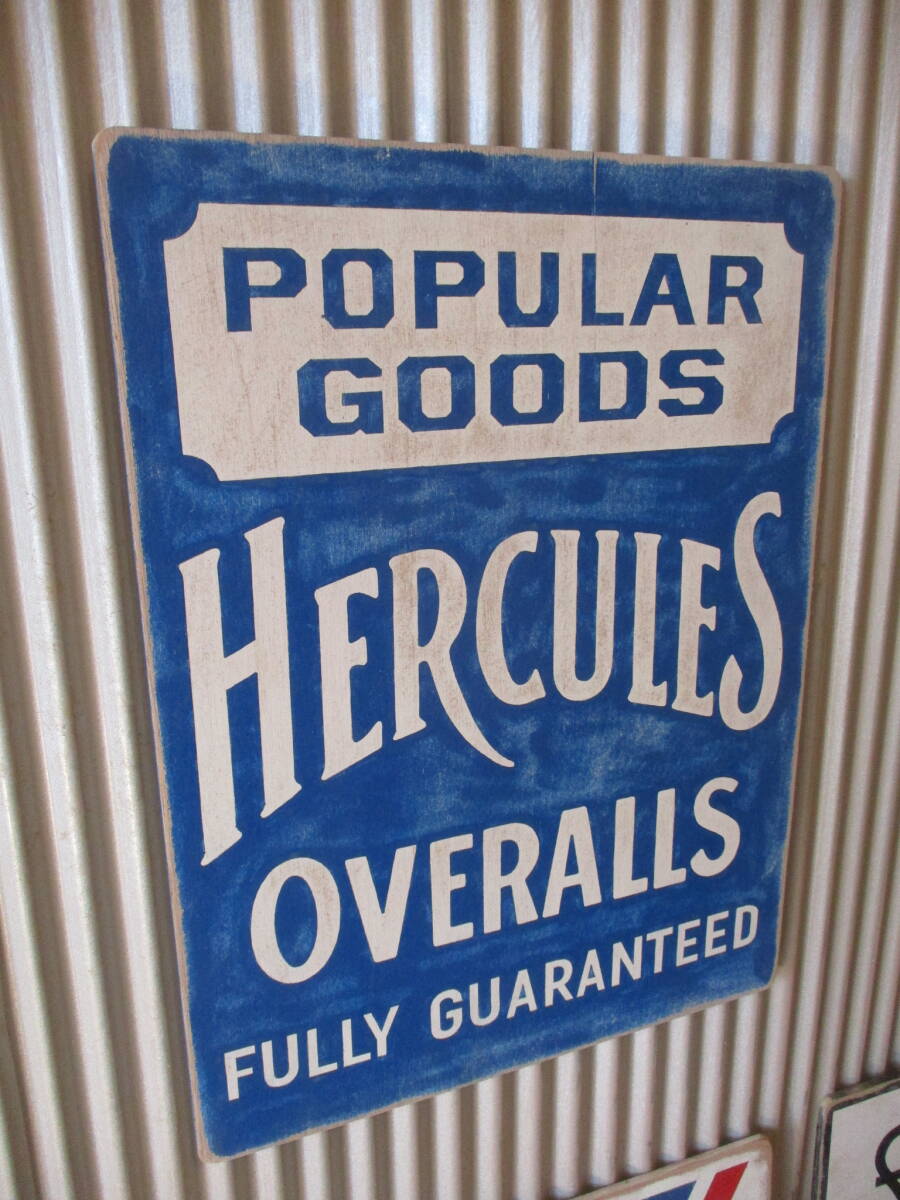 POPULAR
GOODS
HERCULES
OVERALLS
FULLY GUARANTEED